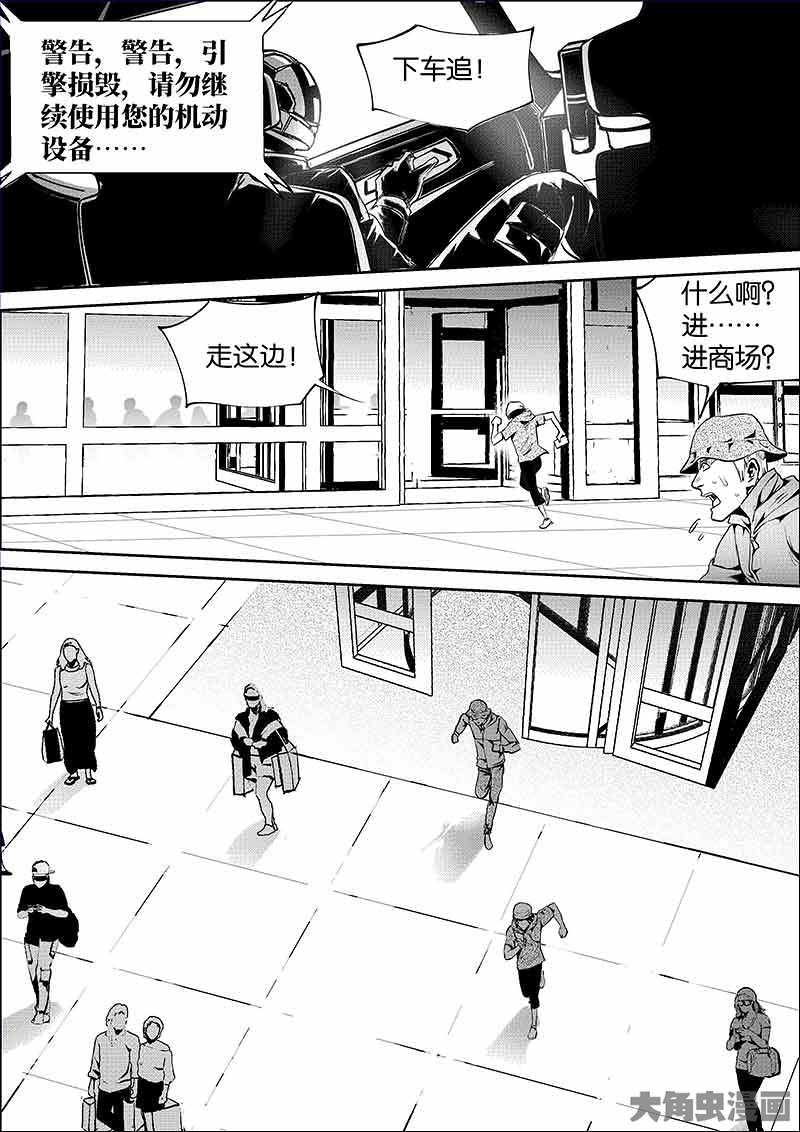 警告，警告，引
擎损毁，请勿继
续使用您的机动
设备……
下车追！
走这边！
什么啊？
进……
进商场？
大角虫漫画